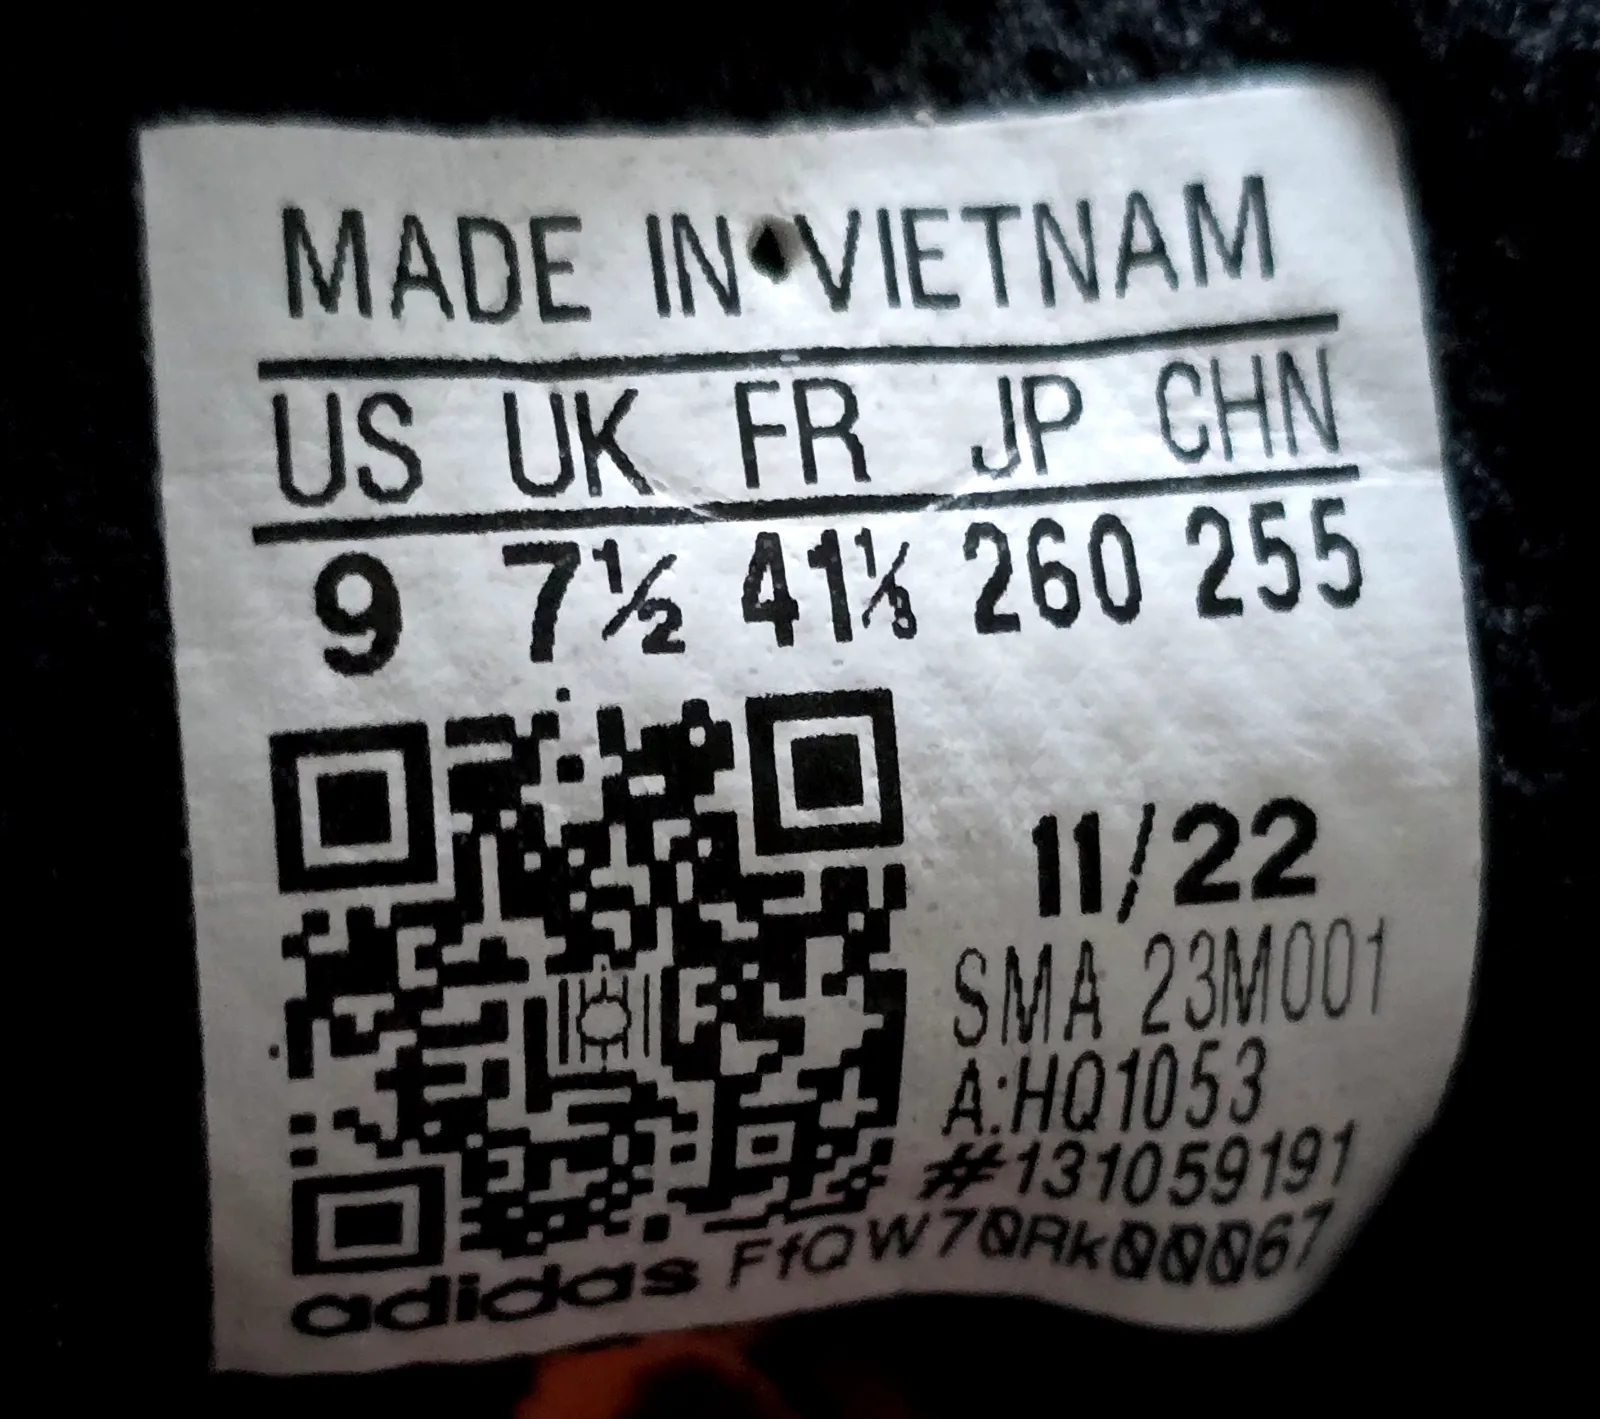 MADE IN VIETNAM
US UK FR JP CHN
9 7½ 41⅓ 260 255
11/22
SMA 23M001
A:HQ1053
#131059191
adidas FfQW70Rk000067